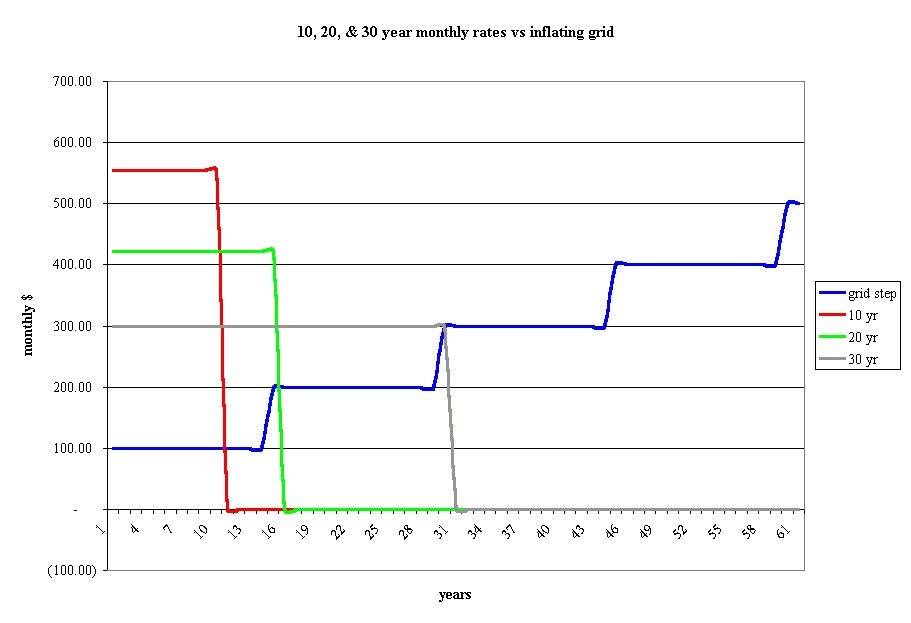 10, 20, & 30 year monthly rates vs inflating grid
700.00
600.00
500.00
400.00
300.00
200.00
100.00
-
(100.00)
monthly $
1 4 7 10 13 16 19 22 25 28 31 34 37 40 43 46 49 52 55 58 61
years
grid step
10 yr
20 yr
30 yr